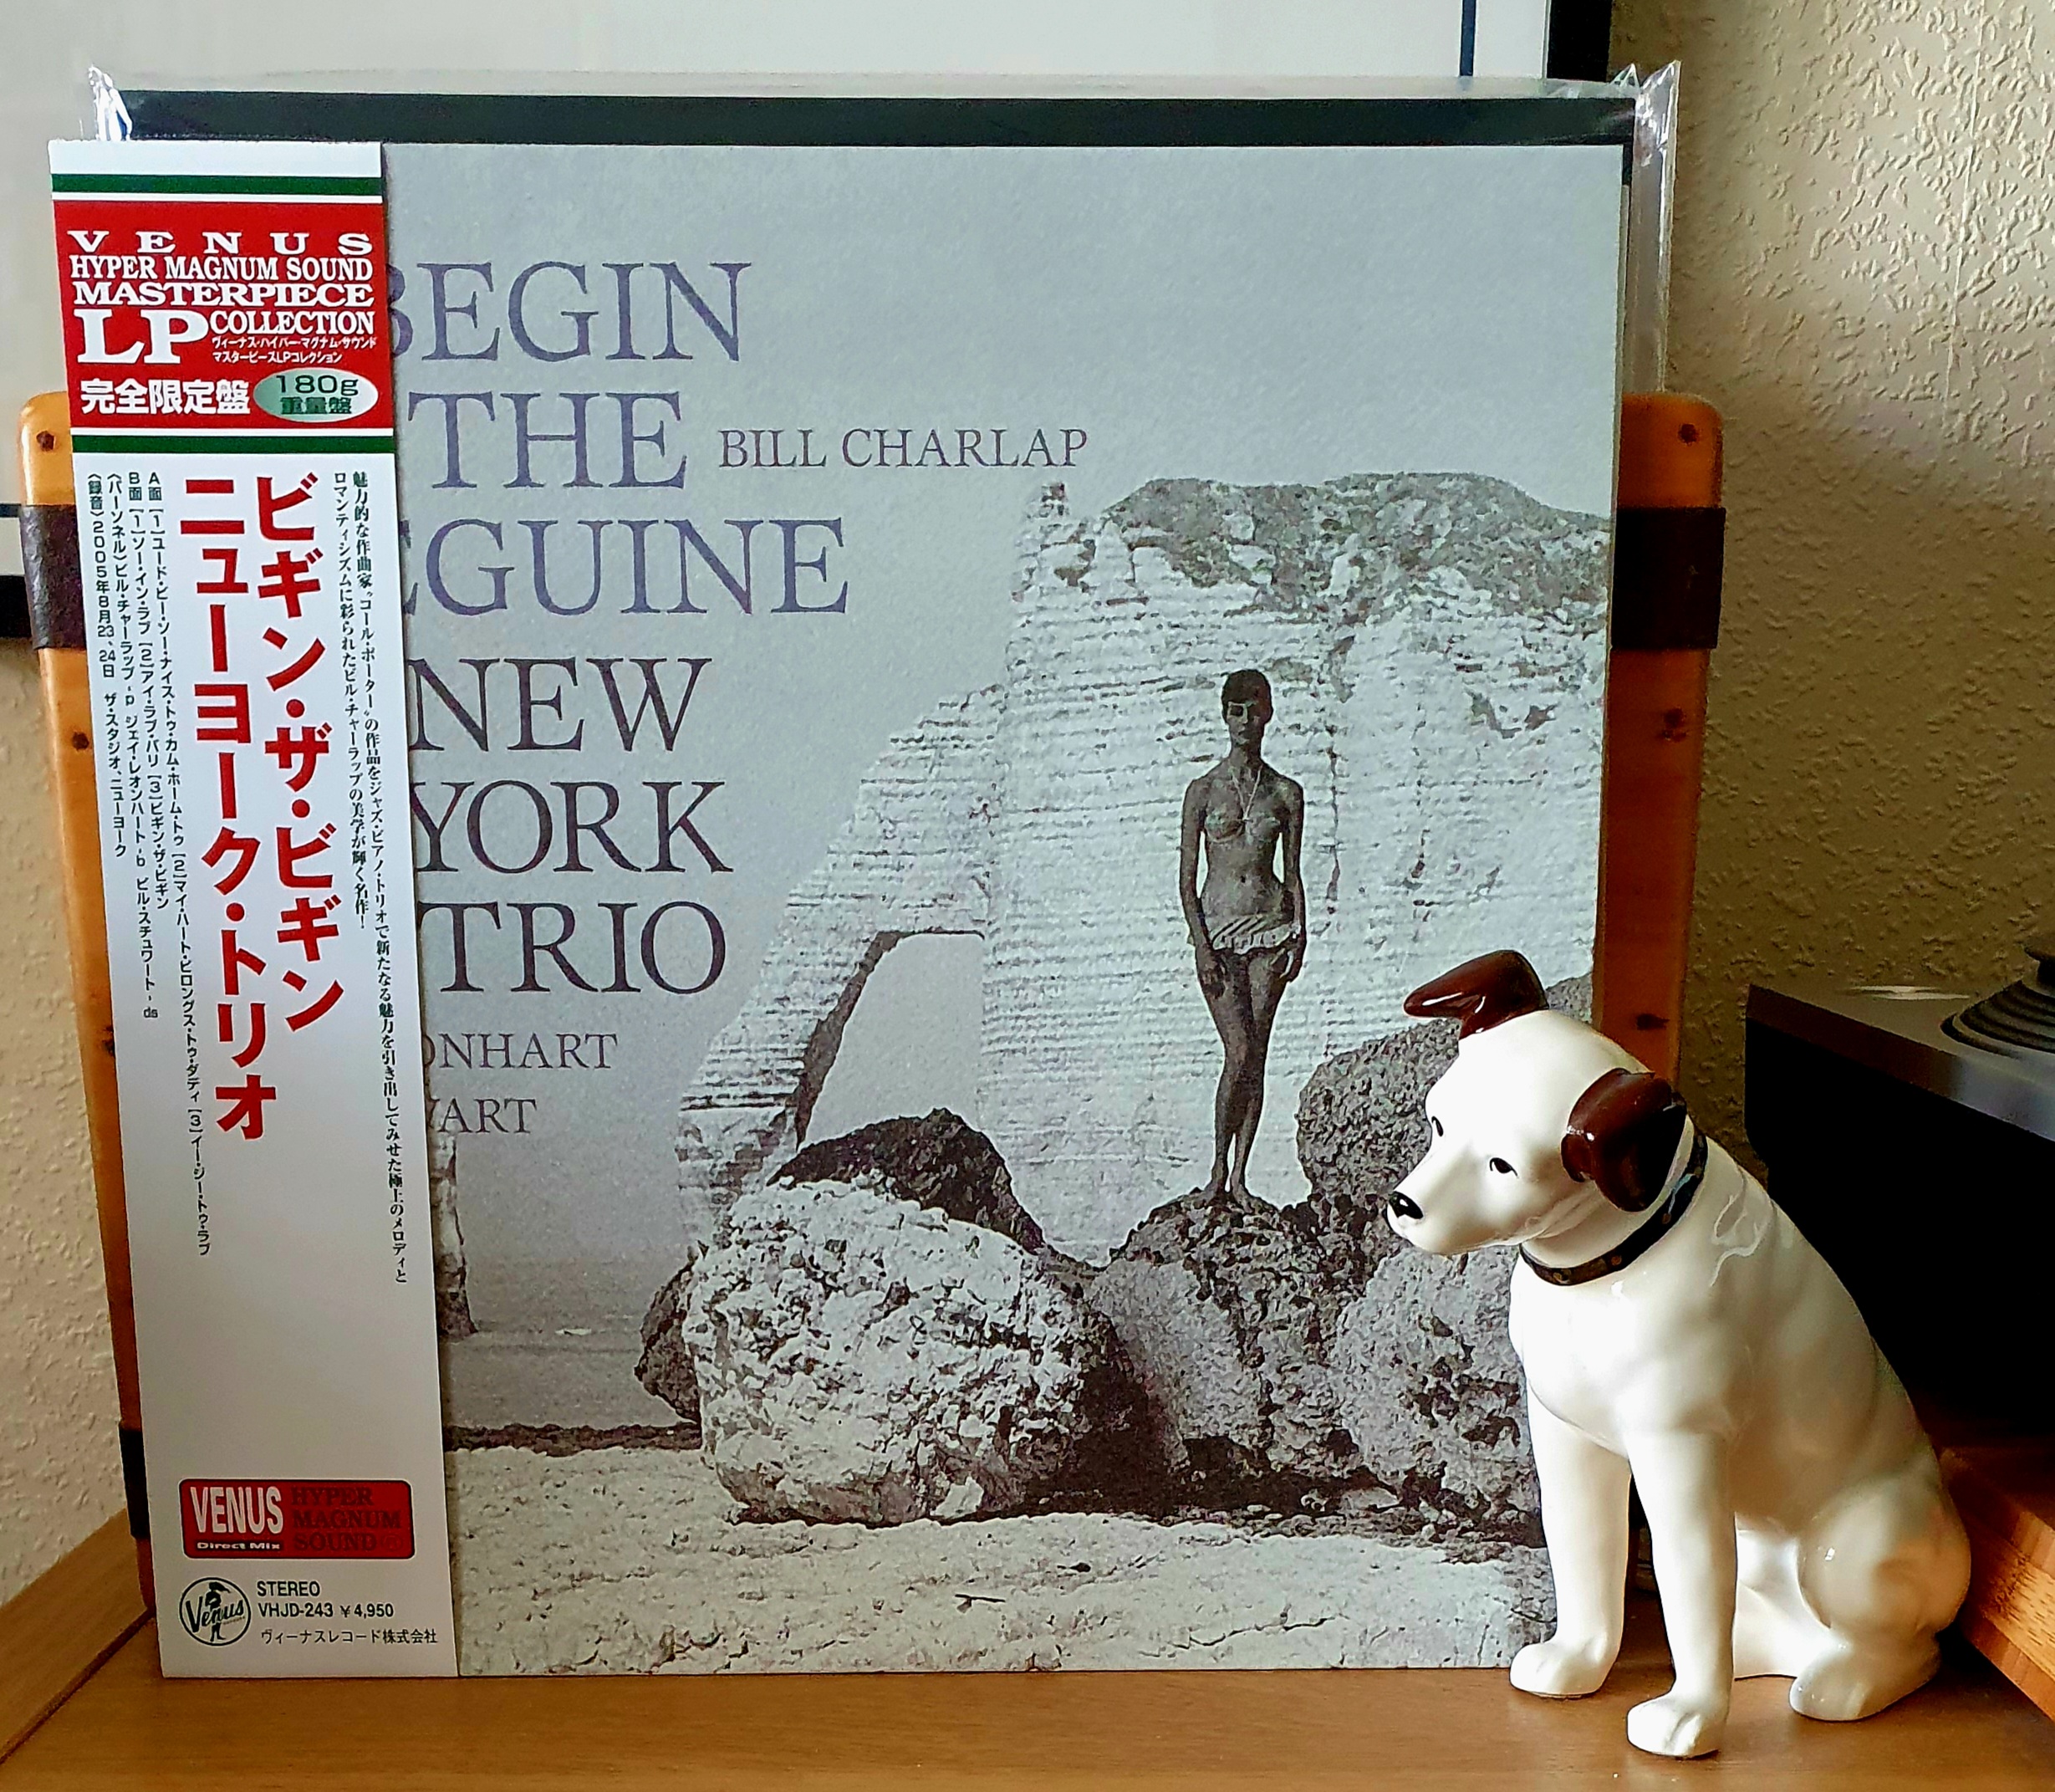 VENUS
HYPER MAGNUM SOUND
MASTERPIECE
LP COLLECTION
ヴィーナス・ハイパー・マグナム・サウンド
マスターピースLPコレクション
完全限定盤
180g
重量盤
魅力的な作曲家“コール・ポーター”の作品をジャズ・ピアノ・トリオで新たなる魅力を引き出してみせた極上のメロディと
ロマンティシズムに彩られたビル・チャーラップの美学が輝く名作!
ビギン・ザ・ビギン
ニューヨーク・トリオ
A面 [1]ユード・ビー・ソー・ナイス・トゥ・カム・ホーム・トゥ [2]マイ・ハート・ビロングス・トゥ・ダディ [3]イージー・トゥ・ラブ
B面 [1]ソー・イン・ラブ [2]アイ・ラブ・パリ [3]ビギン・ザ・ビギン
〈パーソネル〉ビル・チャーラップ - p ジェイ・レオンハート - b ビル・スチュワート - ds
〈録音〉2005年8月23、24日 ザ・スタジオ、ニューヨーク
VENUS
Direct Mix
HYPER
MAGNUM
SOUND
Venus
STEREO
VHJD-243 ¥4,950
ヴィーナスレコード株式会社
BEGIN
THE
EGUINE
BILL CHARLAP
NEW
YORK
TRIO
ONHART
WART